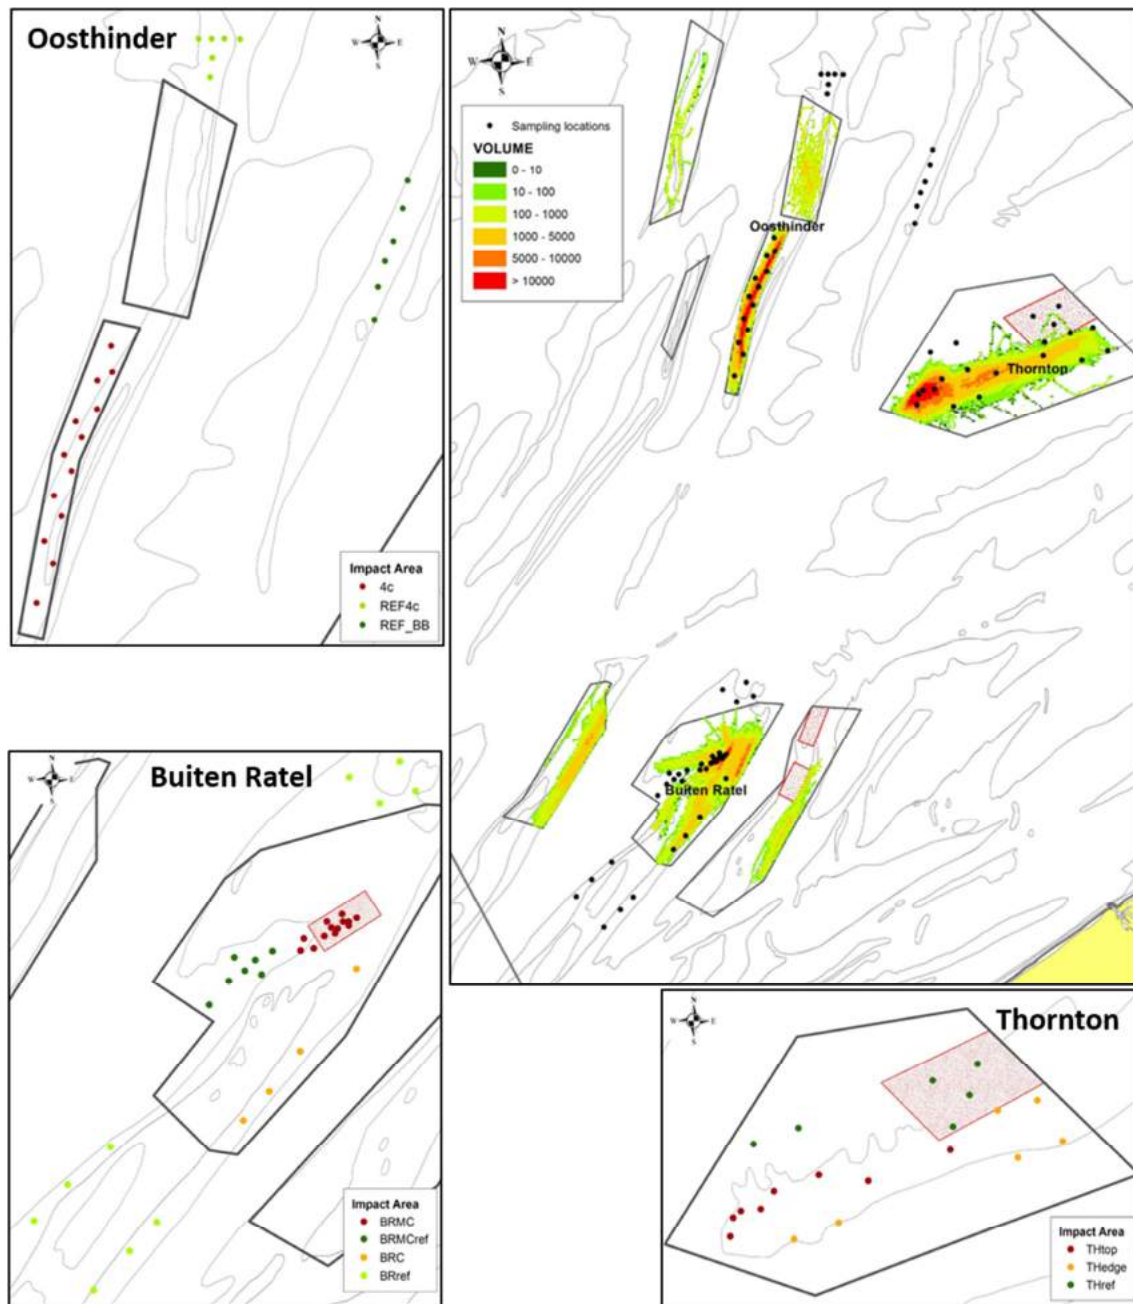 Oosthinder
N
W
E
S
Impact Area
4c
REF4c
REF_BB
N
W
E
S
Sampling locations
VOLUME
0 - 10
10 - 100
100 - 1000
1000 - 5000
5000 - 10000
> 10000
Oosthinder
Thorntop
Buiten Ratel
Buiten Ratel
N
W
E
S
Impact Area
BRMC
BRMCref
BRC
BRref
Thornton
N
W
E
S
Impact Area
THtop
THedge
THref